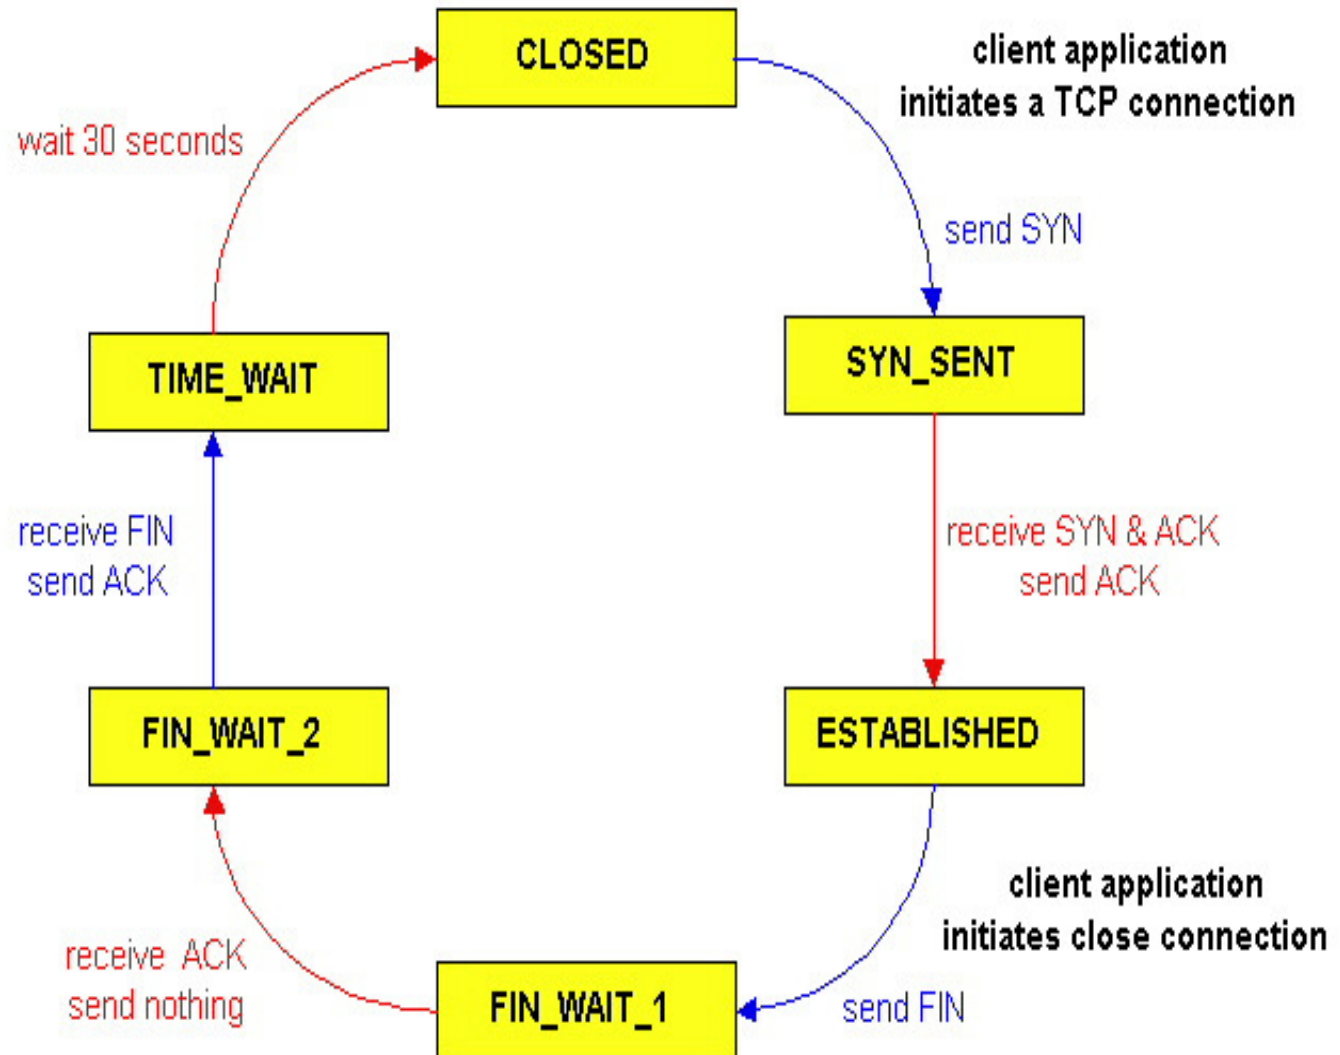 CLOSED
client application
initiates a TCP connection
wait 30 seconds
send SYN
TIME_WAIT
SYN_SENT
receive FIN
send ACK
receive SYN & ACK
send ACK
FIN_WAIT_2
ESTABLISHED
client application
initiates close connection
receive ACK
send nothing
FIN_WAIT_1
send FIN